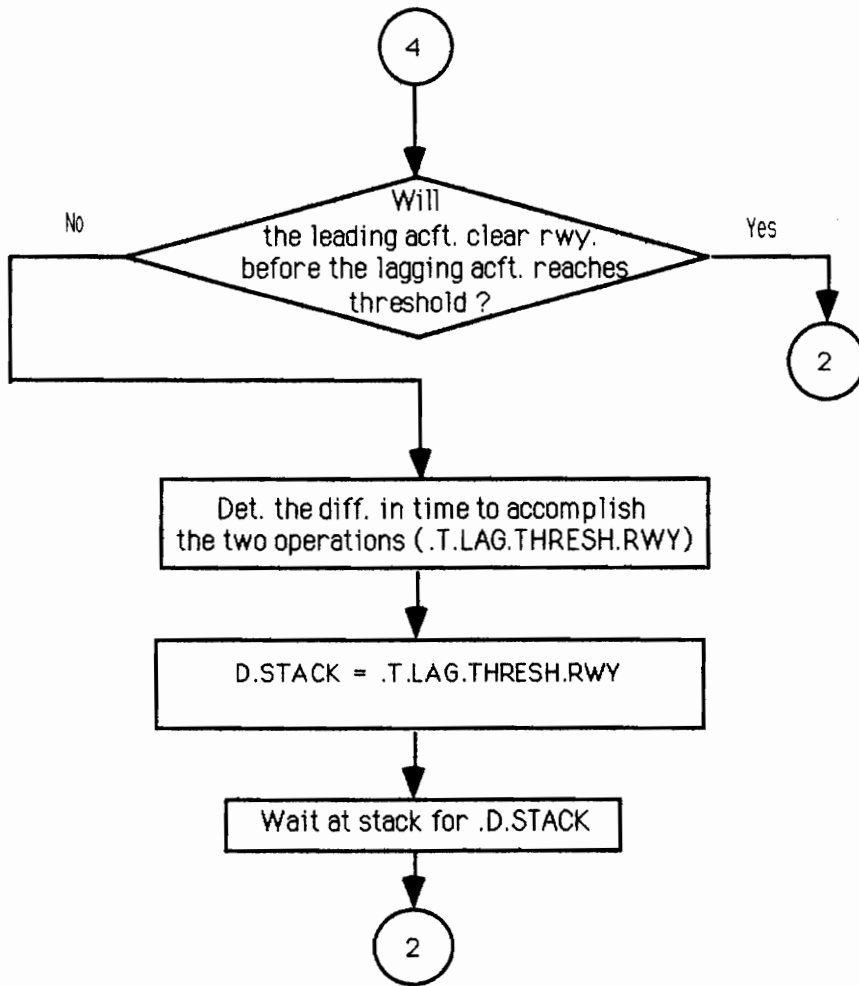 4
Will
the leading acft. clear rwy.
before the lagging acft. reaches
threshold ?
No
Yes
2
Det. the diff. in time to accomplish
the two operations (.T.LAG.THRESH.RWY)
D.STACK = .T.LAG.THRESH.RWY
Wait at stack for .D.STACK
2